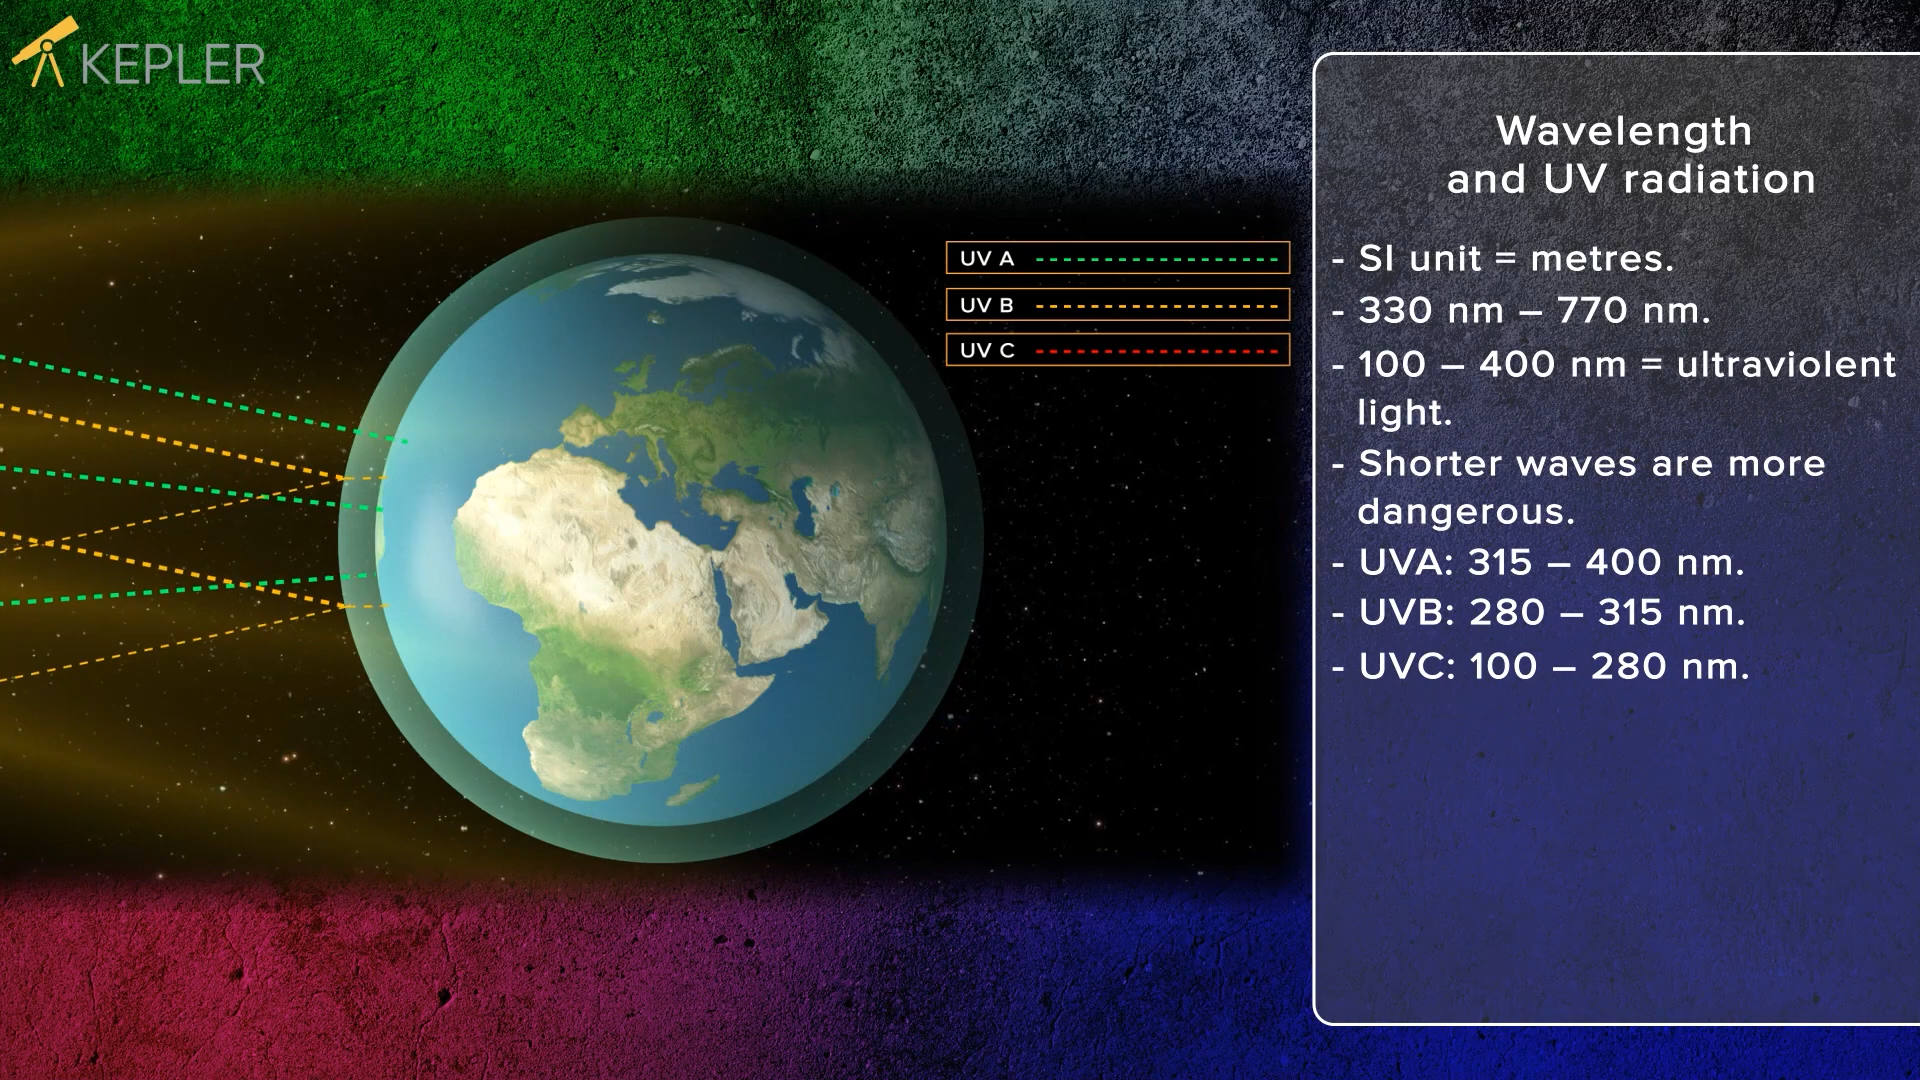 KEPLER
Wavelength
and UV radiation
UV A
UV B
UV C
- SI unit = metres.
- 330 nm – 770 nm.
- 100 – 400 nm = ultraviolent
light.
- Shorter waves are more
dangerous.
- UVA: 315 – 400 nm.
- UVB: 280 – 315 nm.
- UVC: 100 – 280 nm.